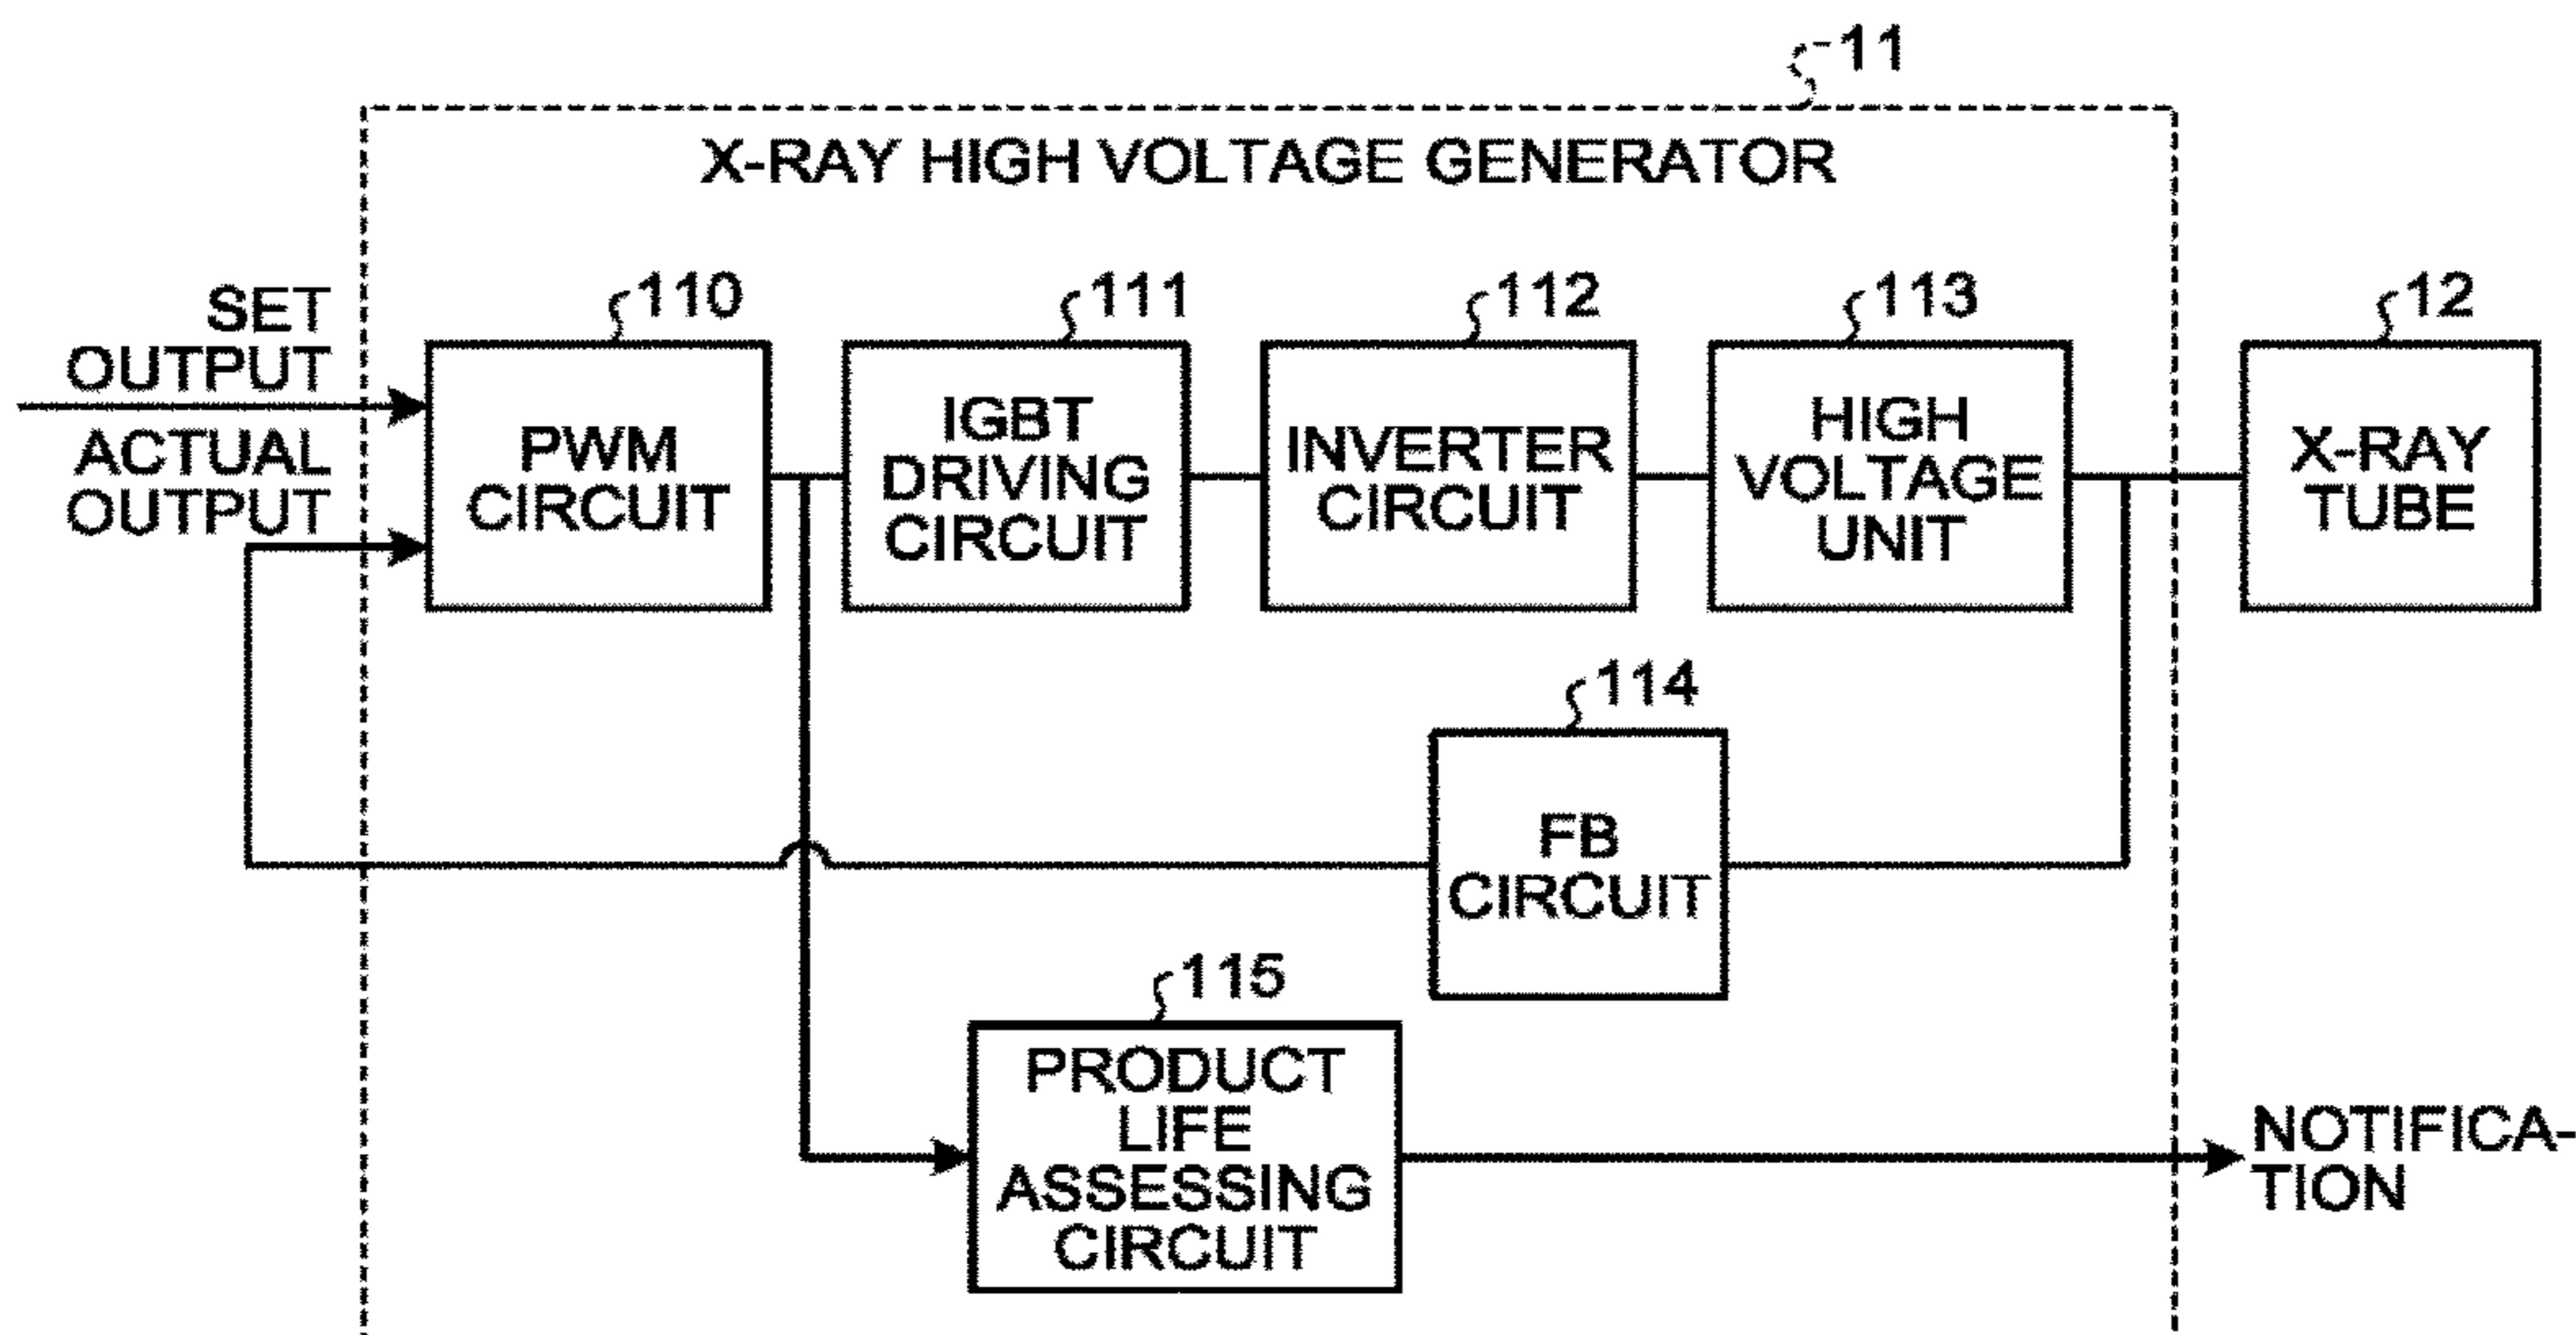 11
X-RAY HIGH VOLTAGE GENERATOR
SET
OUTPUT
ACTUAL
OUTPUT
110
PWM
CIRCUIT
111
IGBT
DRIVING
CIRCUIT
112
INVERTER
CIRCUIT
113
HIGH
VOLTAGE
UNIT
12
X-RAY
TUBE
114
FB
CIRCUIT
115
PRODUCT
LIFE
ASSESSING
CIRCUIT
NOTIFICA-
TION